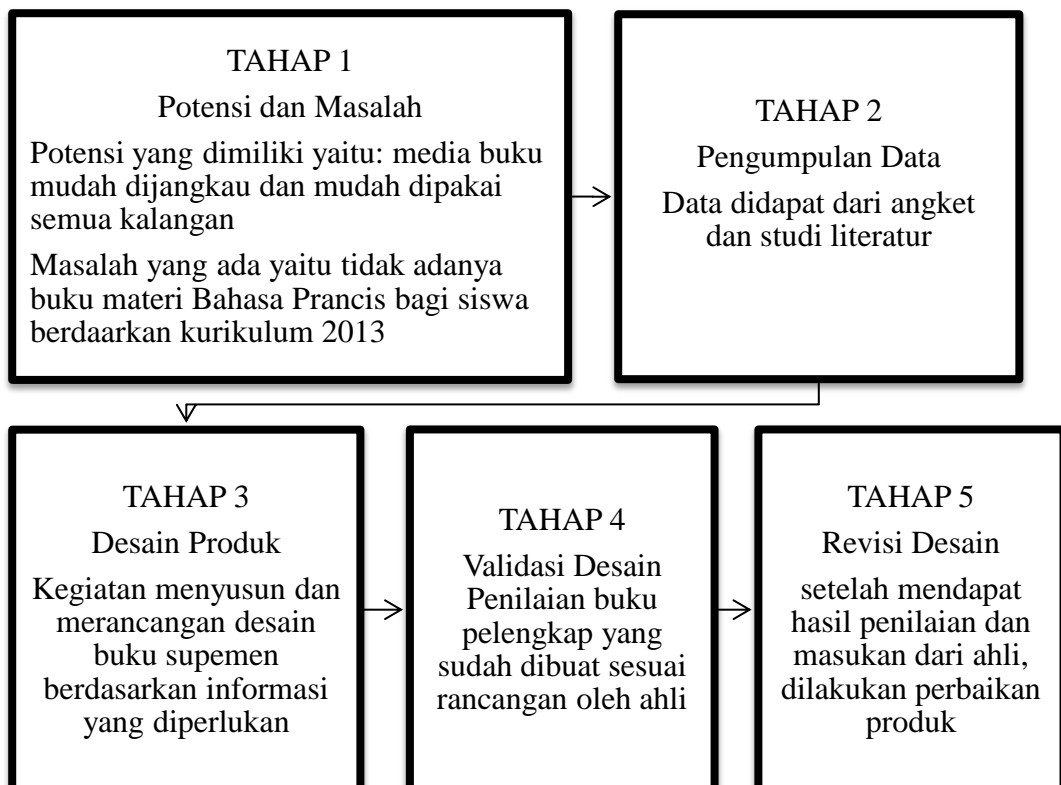 TAHAP 1
Potensi dan Masalah
Potensi yang dimiliki yaitu: media buku
mudah dijangkau dan mudah dipakai
semua kalangan
Masalah yang ada yaitu tidak adanya
buku materi Bahasa Prancis bagi siswa
berdaarkan kurikulum 2013
TAHAP 2
Pengumpulan Data
Data didapat dari angket
dan studi literatur
TAHAP 3
Desain Produk
Kegiatan menyusun dan
merancangan desain
buku supemen
berdasarkan informasi
yang diperlukan
TAHAP 4
Validasi Desain
Penilaian buku
pelengkap yang
sudah dibuat sesuai
rancangan oleh ahli
TAHAP 5
Revisi Desain
setelah mendapat
hasil penilaian dan
masukan dari ahli,
dilakukan perbaikan
produk